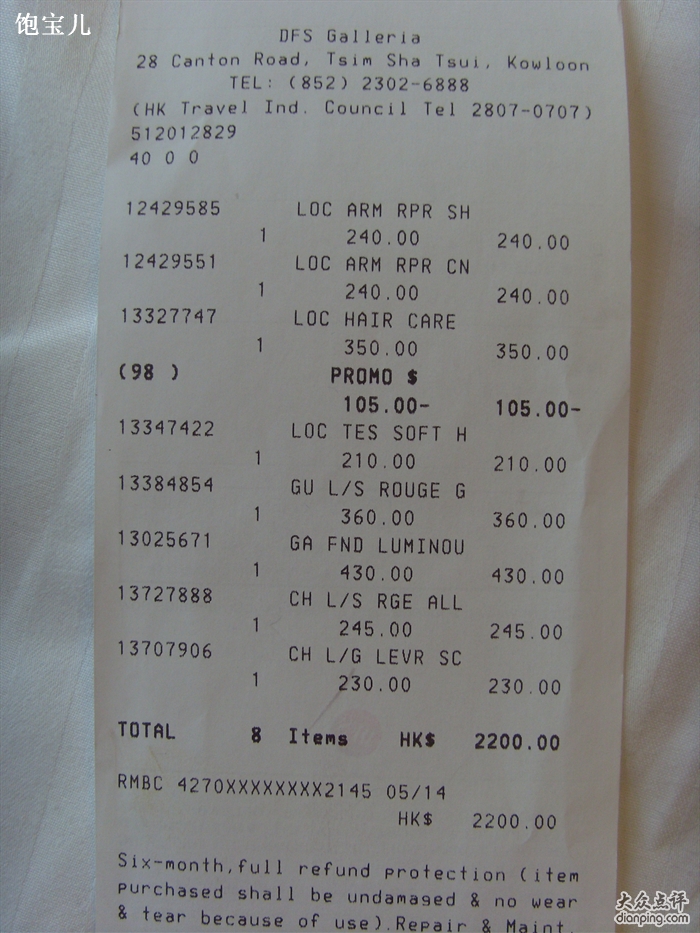 饱宝儿
DFS Galleria
28 Canton Road, Tsim Sha Tsui, Kowloon
TEL: (852) 2302-6888
(HK Travel Ind. Council Tel 2807-0707)
512012829
40 0 0
12429585 LOC ARM RPR SH
1 240.00 240.00
12429551 LOC ARM RPR CN
1 240.00 240.00
13327747 LOC HAIR CARE
1 350.00 350.00
(98 ) PROMO $
105.00- 105.00-
13347422 LOC TES SOFT H
1 210.00 210.00
13384854 GU L/S ROUGE G
1 360.00 360.00
13025671 GA FND LUMINOU
1 430.00 430.00
13727888 CH L/S RGE ALL
1 245.00 245.00
13707906 CH L/G LEVR SC
1 230.00 230.00
TOTAL 8 Items HK$ 2200.00
RMBC 4270XXXXXXXX2145 05/14
HK$ 2200.00
Six-month,full refund protection (item
purchased shall be undamaged & no wear
& tear because of use).Repair & Maint.
大众点评
dianping.com